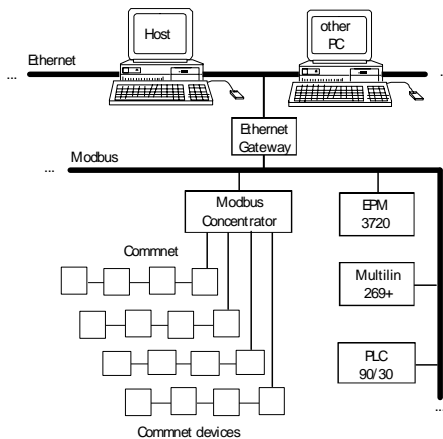 Host
other
PC
Ethernet
...
...
Ethernet
Gateway
Modbus
...
Modbus
Concentrator
EPM
3720
Commnet
Multilin
269+
PLC
90/30
...
Commnet devices